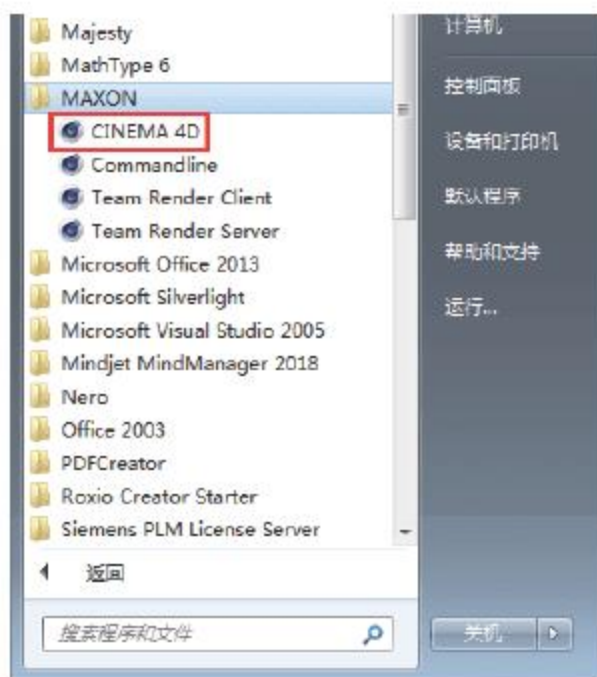 Majesty
MathType 6
MAXON
CINEMA 4D
Commandline
Team Render Client
Team Render Server
Microsoft Office 2013
Microsoft Silverlight
Microsoft Visual Studio 2005
Mindjet MindManager 2018
Nero
Office 2003
PDFCreator
Roxio Creator Starter
Siemens PLM License Server
返回
搜索程序和文件
计算机
控制面板
设备和打印机
默认程序
帮助和支持
运行...
关机